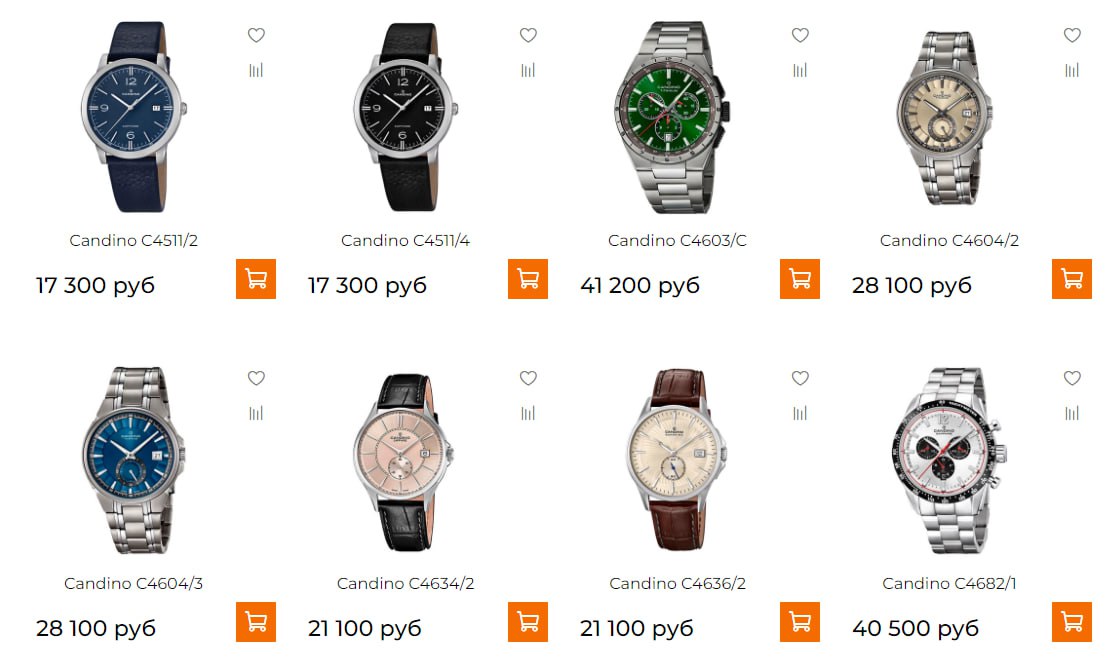 Candino C4511/2
Candino C4511/4
Candino C4603/C
Candino C4604/2
17 300 руб
17 300 руб
41 200 руб
28 100 руб
Candino C4604/3
Candino C4634/2
Candino C4636/2
Candino C4682/1
28 100 руб
21 100 руб
21 100 руб
40 500 руб